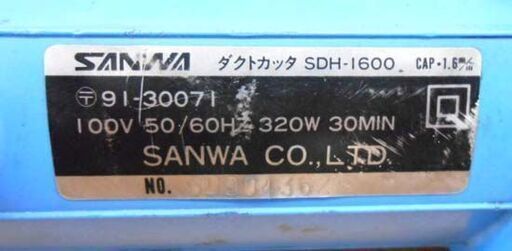 SANWA ダクトカッタ SDH-1600 CAP・1.6m/m
〒91-30071
100V 50/60Hz 320W 30MIN
SANWA CO.,LTD.
NO.